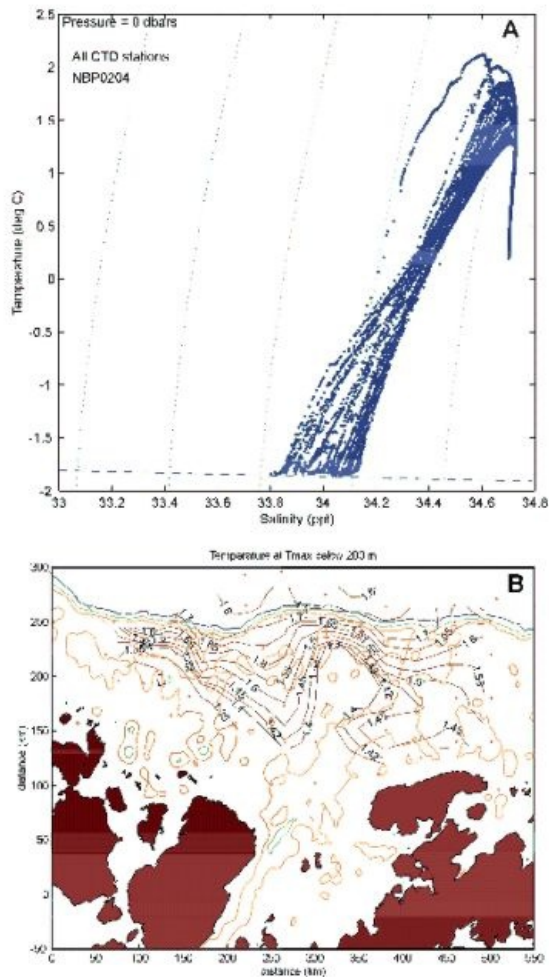 Pressure = 0 dbars
A
All CTD stations
NBP0204
2.5
2
1.5
1
0.5
0
-0.5
-1
-1.5
-2
Temperature (deg C)
33 33.2 33.4 33.6 33.8 34 34.2 34.4 34.6 34.8
Salinity (ppt)
Temperature at Tmax below 200 m
B
300
250
200
150
100
50
0
-50
distance (km)
0 50 100 150 200 250 300 350 400 450 500 550
distance (km)